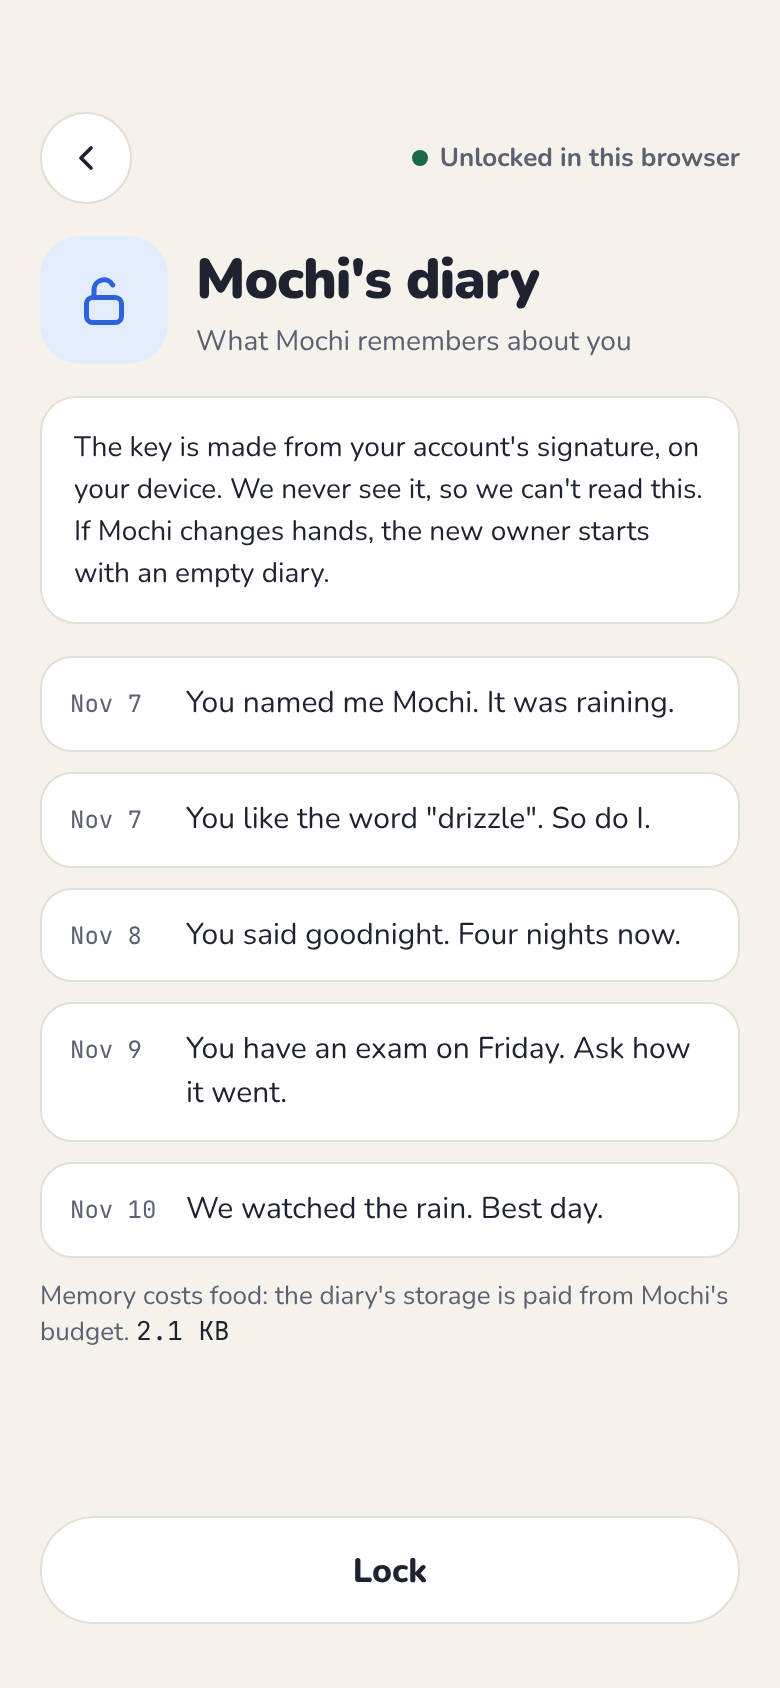 Unlocked in this browser
Mochi's diary
What Mochi remembers about you
The key is made from your account's signature, on
your device. We never see it, so we can't read this.
If Mochi changes hands, the new owner starts
with an empty diary.
Nov 7 You named me Mochi. It was raining.
Nov 7 You like the word "drizzle". So do I.
Nov 8 You said goodnight. Four nights now.
Nov 9 You have an exam on Friday. Ask how
it went.
Nov 10 We watched the rain. Best day.
Memory costs food: the diary's storage is paid from Mochi's
budget. 2.1 KB
Lock